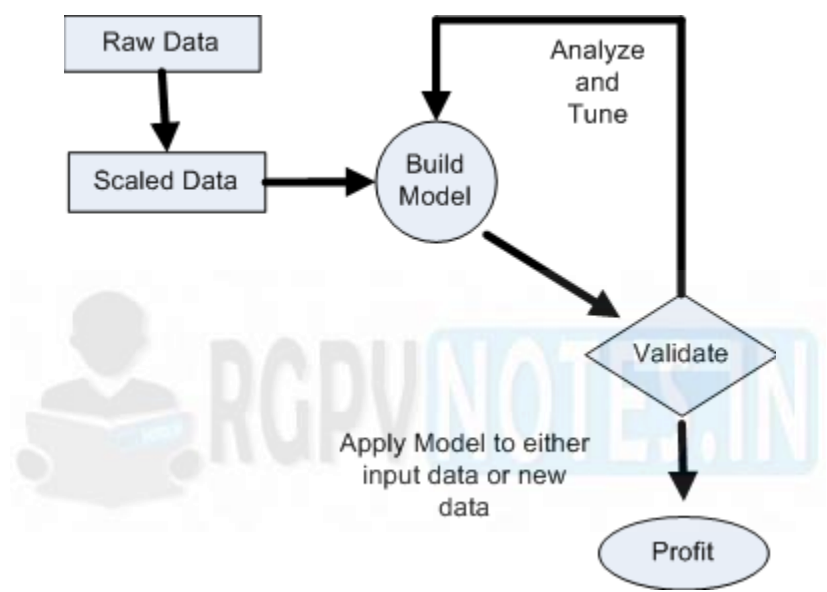 Raw Data
Analyze
and
Tune
Scaled Data
Build
Model
Validate
RGPVNOTES.IN
Apply Model to either
input data or new
data
Profit